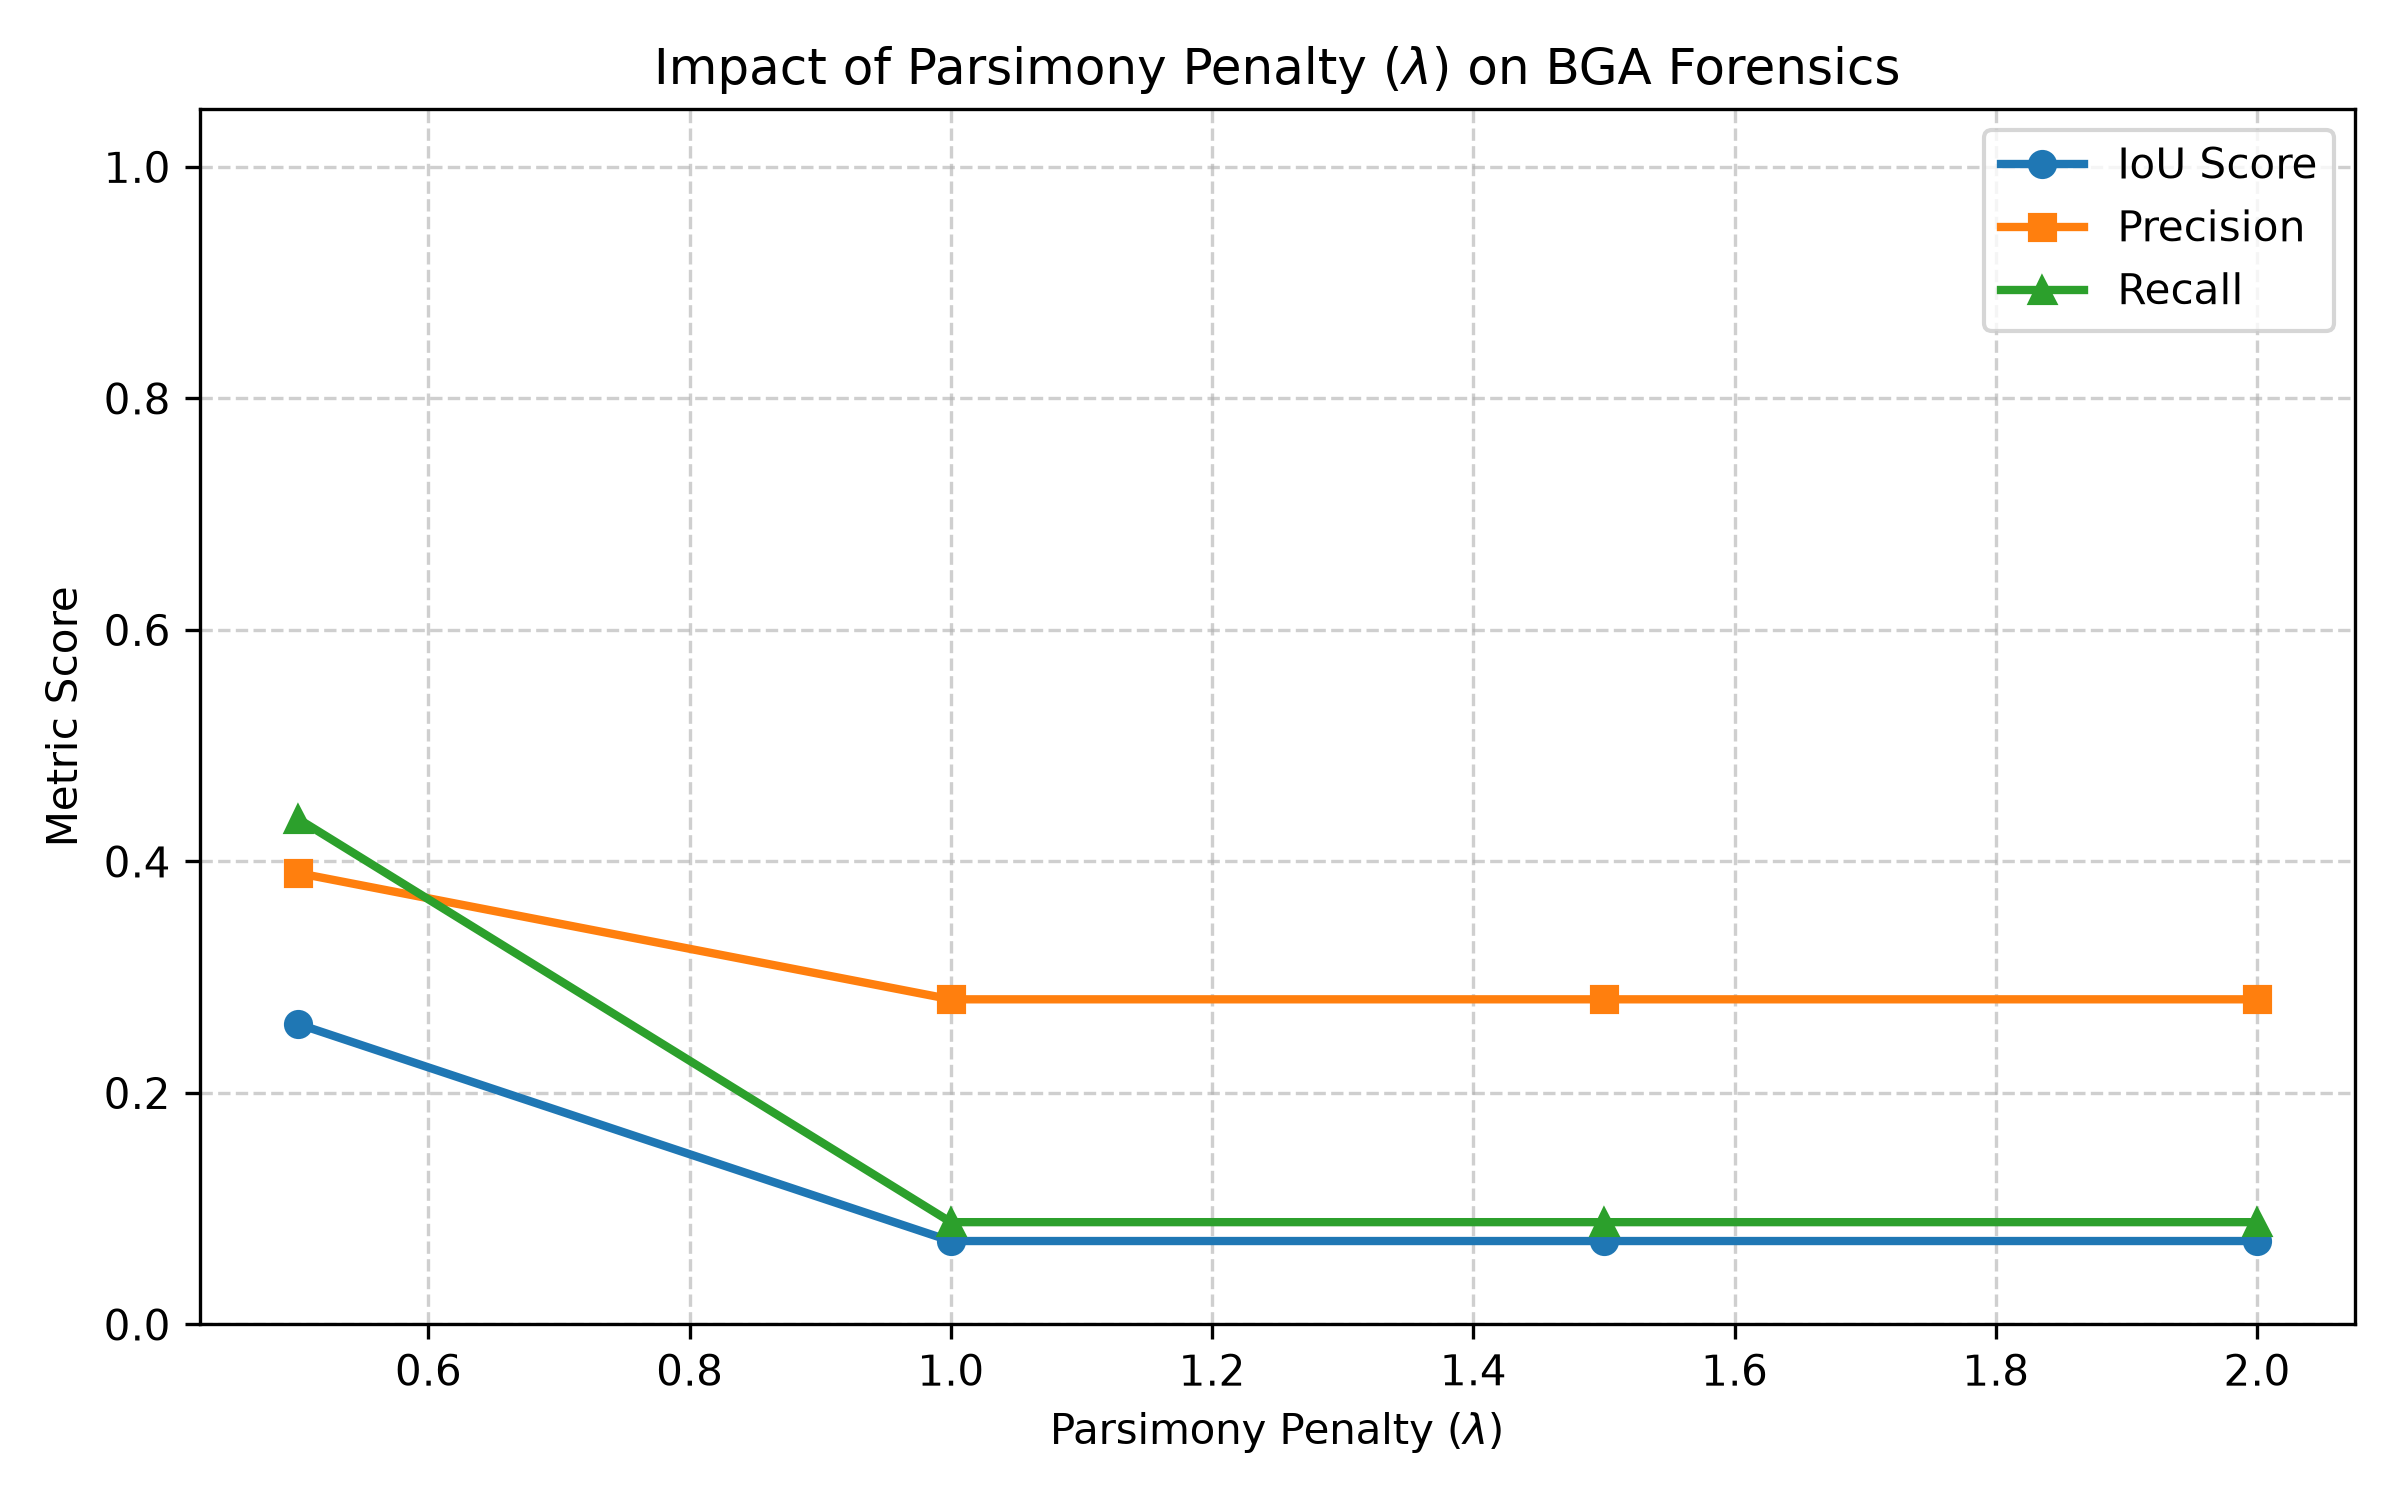 Impact of Parsimony Penalty (λ) on BGA Forensics
IoU Score
Precision
Recall
Metric Score
1.0
0.8
0.6
0.4
0.2
0.0
0.6 0.8 1.0 1.2 1.4 1.6 1.8 2.0
Parsimony Penalty (λ)